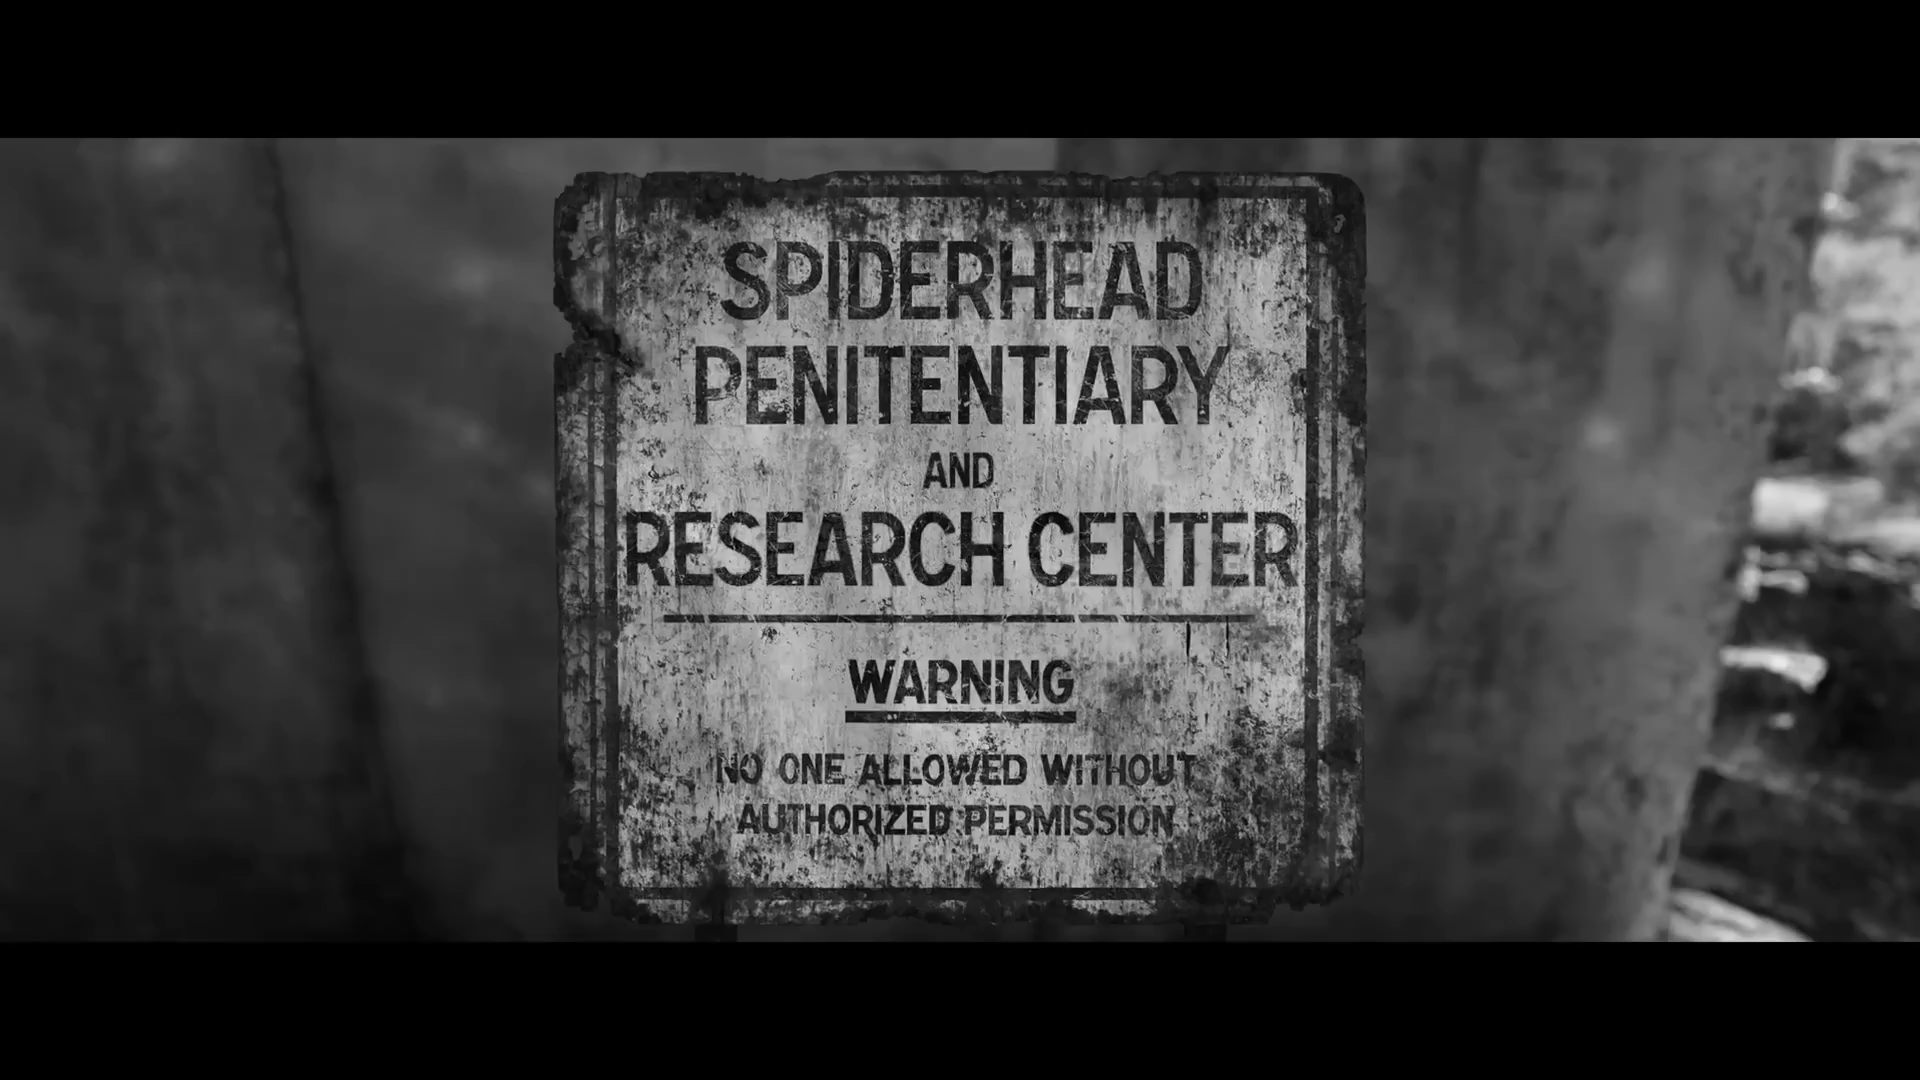 SPIDERHEAD
PENITENTIARY
AND
RESEARCH CENTER
WARNING
NO ONE ALLOWED WITHOUT
AUTHORIZED PERMISSION